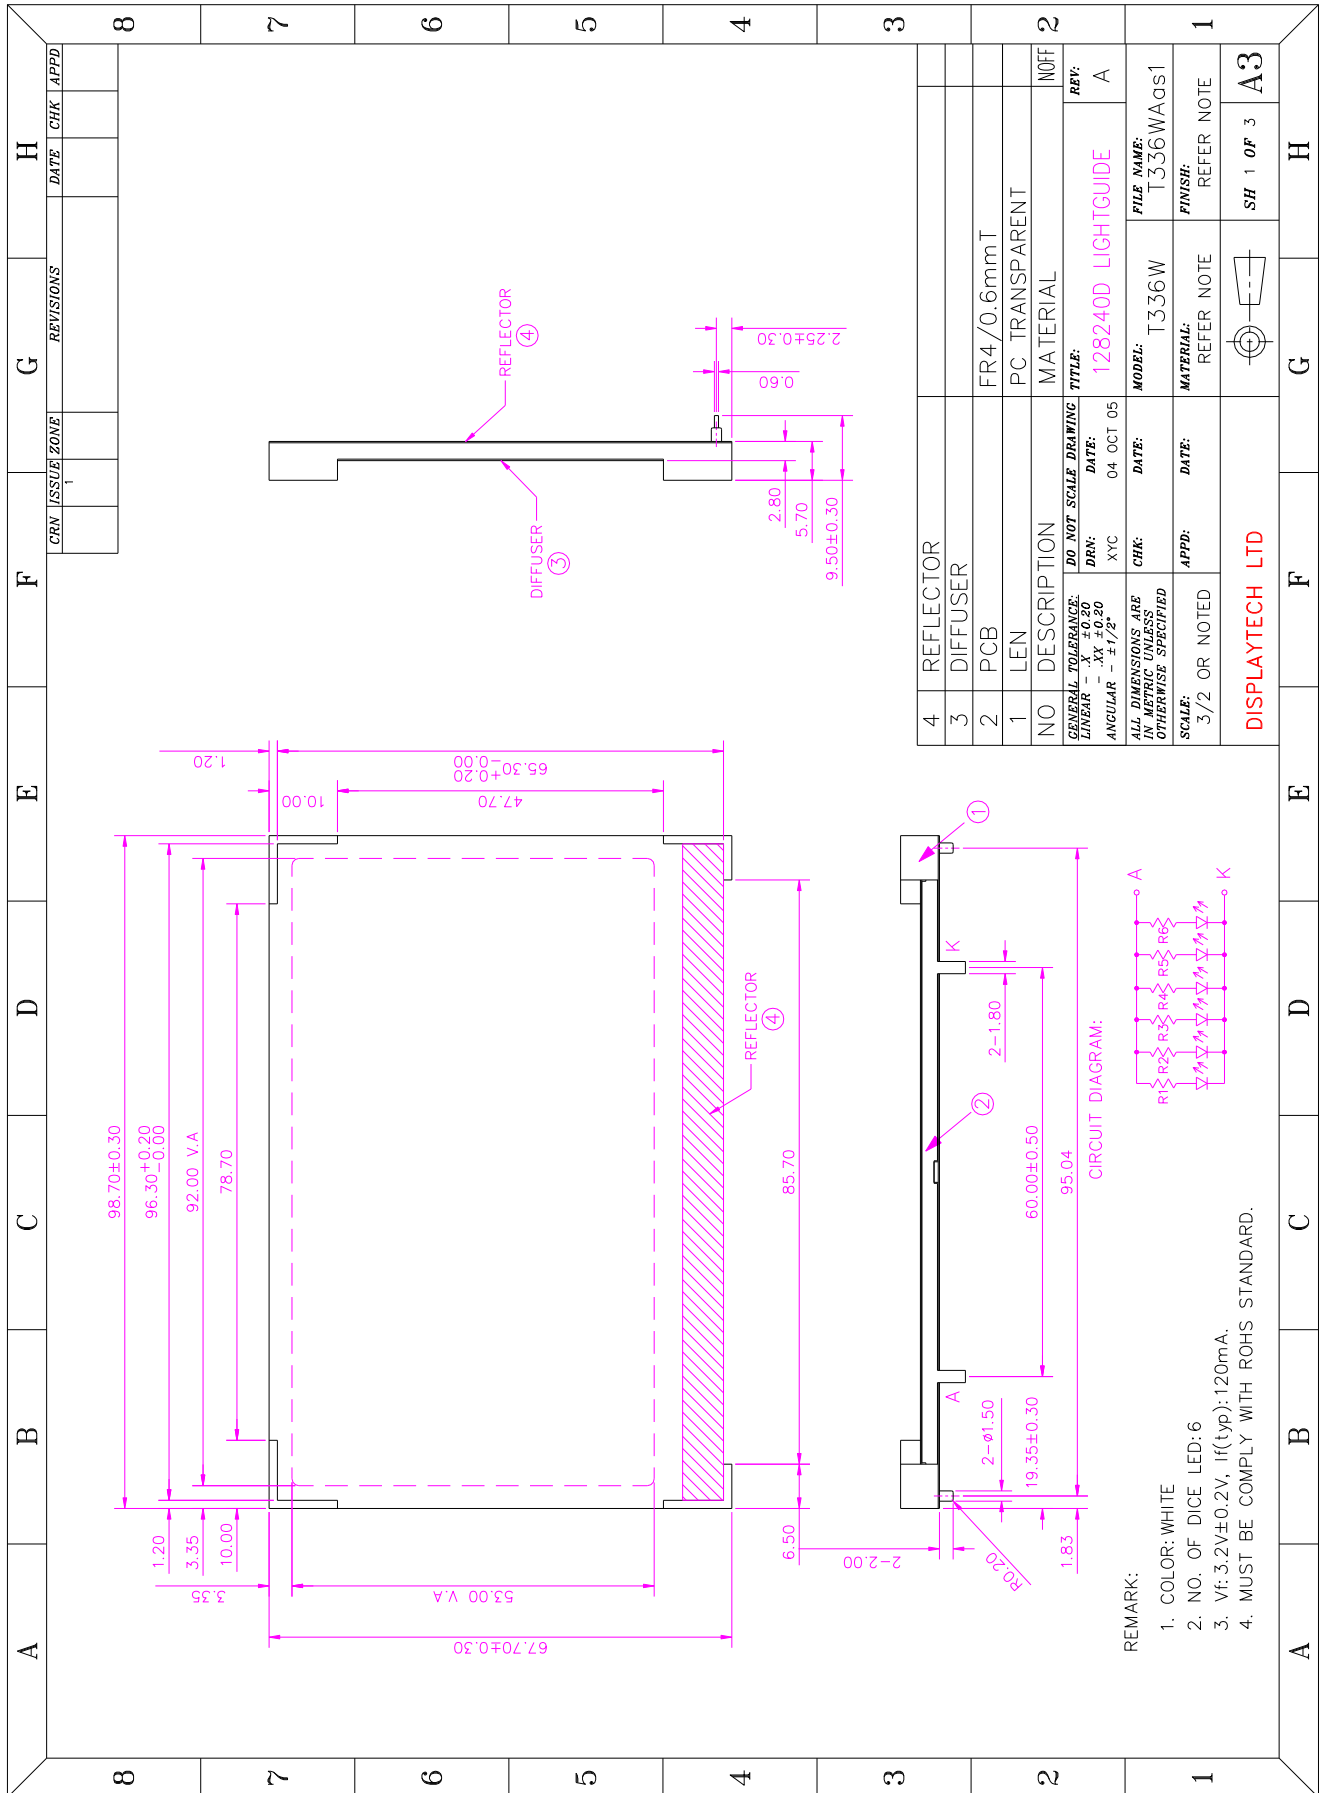 A
B
C
D
E
F
G
H
8
7
6
5
4
3
2
1
CRN
ISSUE
ZONE
REVISIONS
DATE
CHK
APPD
1
98.70±0.30
96.30+0.20
-0.00
92.00 V.A
78.70
1.20
3.35
10.00
3.35
53.00 V.A
67.70±0.30
1.20
65.30+0.20
-0.00
10.00
47.70
REFLECTOR
4
85.70
6.50
DIFFUSER
3
REFLECTOR
4
2.80
5.70
9.50±0.30
0.60
2.25±0.30
1
2
A
K
2-2.00
R0.20
2-ø1.50
19.35±0.30
1.83
2-1.80
60.00±0.50
95.04
CIRCUIT DIAGRAM:
R1 R2 R3 R4 R5 R6
A
K
REMARK:
1. COLOR: WHITE
2. NO. OF DICE LED: 6
3. Vf: 3.2V±0.2V, If(typ): 120mA.
4. MUST BE COMPLY WITH ROHS STANDARD.
4 REFLECTOR
3 DIFFUSER
2 PCB FR4/0.6mmT
1 LEN PC TRANSPARENT
NO DESCRIPTION MATERIAL NOFF
GENERAL TOLERANCE:
LINEAR - .X ±0.20
- .XX ±0.20
ANGULAR - ±1/2°
DO NOT SCALE DRAWING
DRN: DATE:
XYC 04 OCT 05
TITLE:
128240D LIGHTGUIDE
REV:
A
ALL DIMENSIONS ARE
IN METRIC UNLESS
OTHERWISE SPECIFIED
CHK: DATE:
MODEL:
T336W
FILE NAME:
T336WAas1
SCALE:
3/2 OR NOTED
APPD: DATE:
MATERIAL:
REFER NOTE
FINISH:
REFER NOTE
DISPLAYTECH LTD
SH 1 OF 3
A3
8
7
6
5
4
3
2
1
A
B
C
D
E
F
G
H